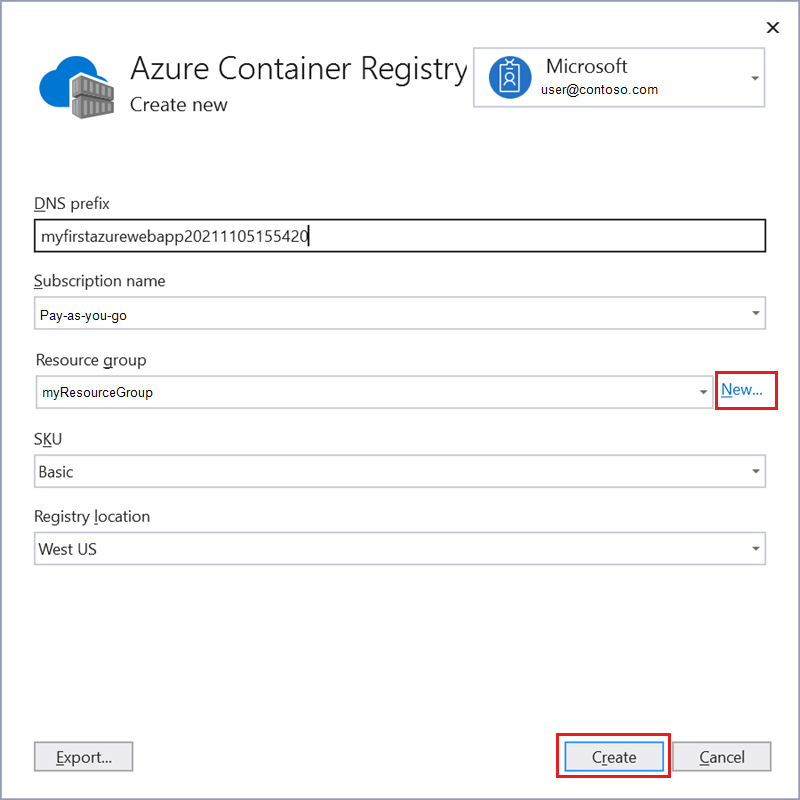 Azure Container Registry
Create new
Microsoft
user@contoso.com
DNS prefix
myfirstazurewebapp20211105155420
Subscription name
Pay-as-you-go
Resource group
myResourceGroup
New...
SKU
Basic
Registry location
West US
Export...
Create
Cancel